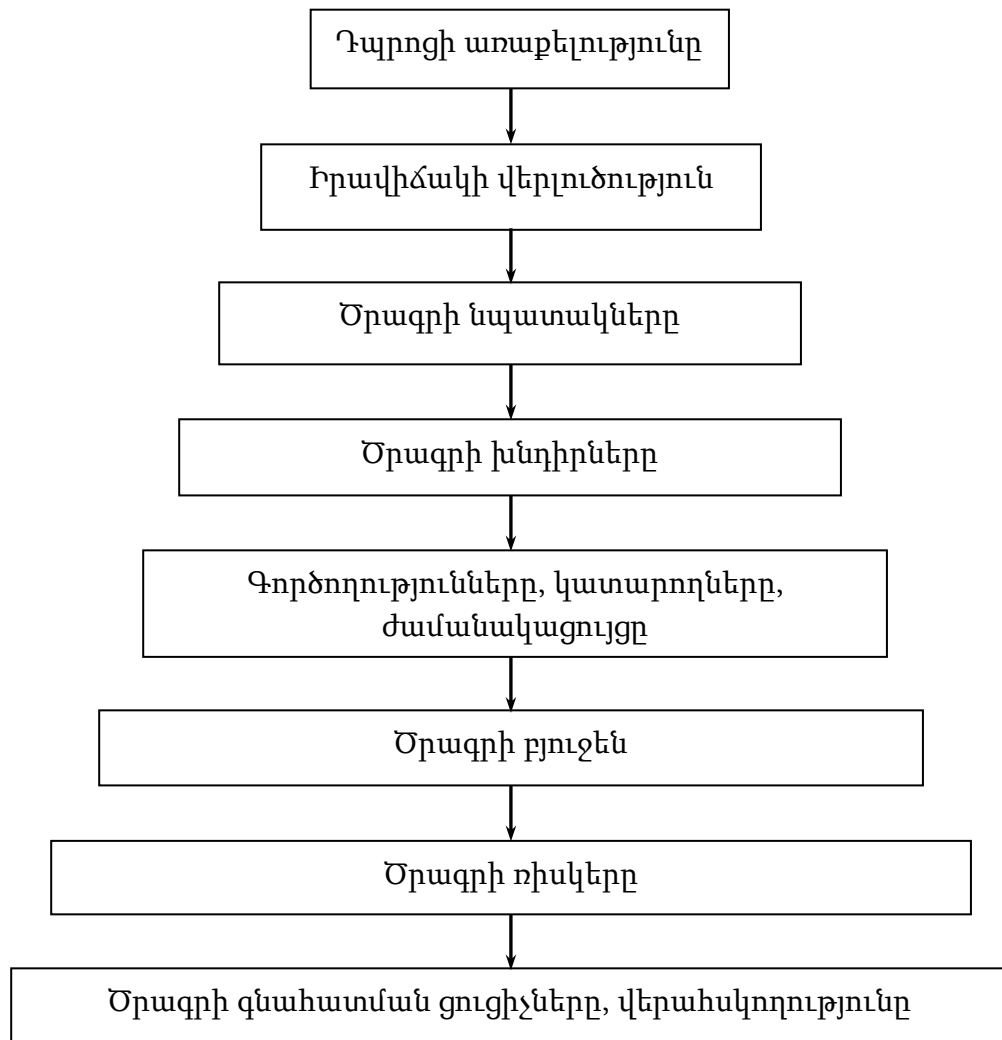 Դպրոցի առաքելությունը
Իրավիճակի վերլուծություն
Ծրագրի նպատակները
Ծրագրի խնդիրները
Գործողությունները, կատարողները,
ժամանակացույցը
Ծրագրի բյուջեն
Ծրագրի ռիսկերը
Ծրագրի գնահատման ցուցիչները, վերահսկողությունը